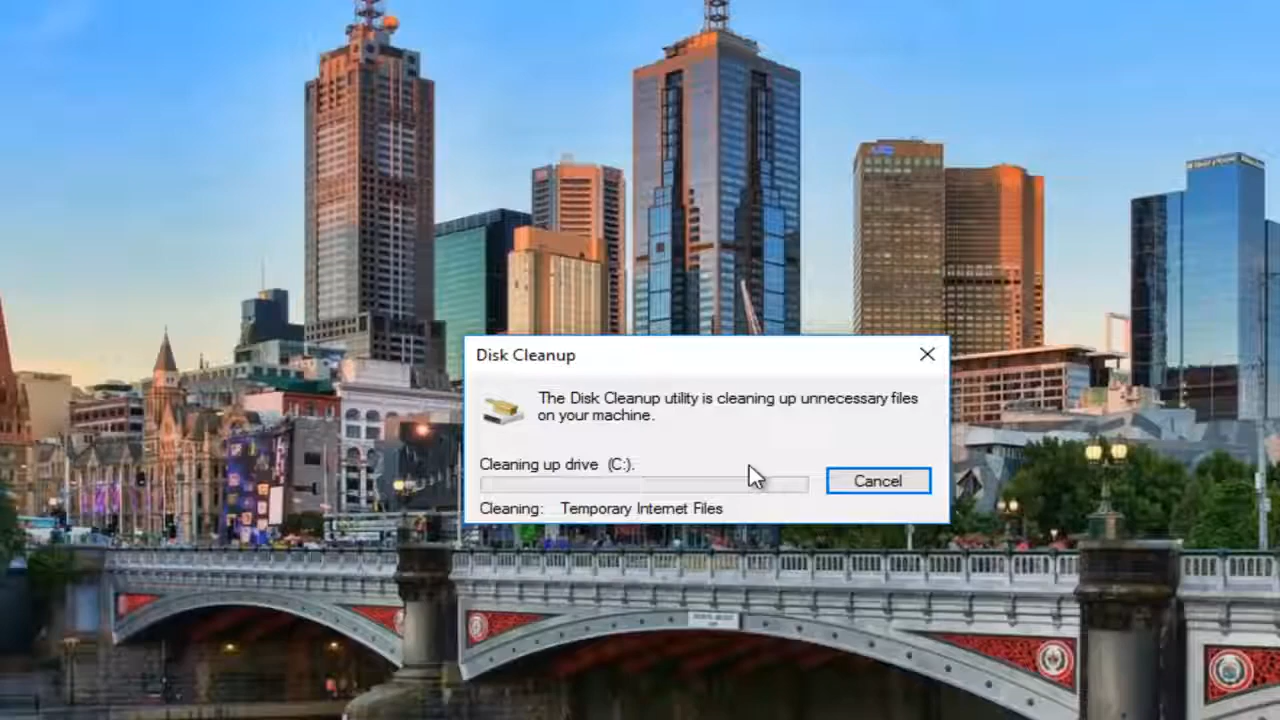 Disk Cleanup
The Disk Cleanup utility is cleaning up unnecessary files
on your machine.
Cleaning up drive (C:).
Cancel
Cleaning: Temporary Internet Files